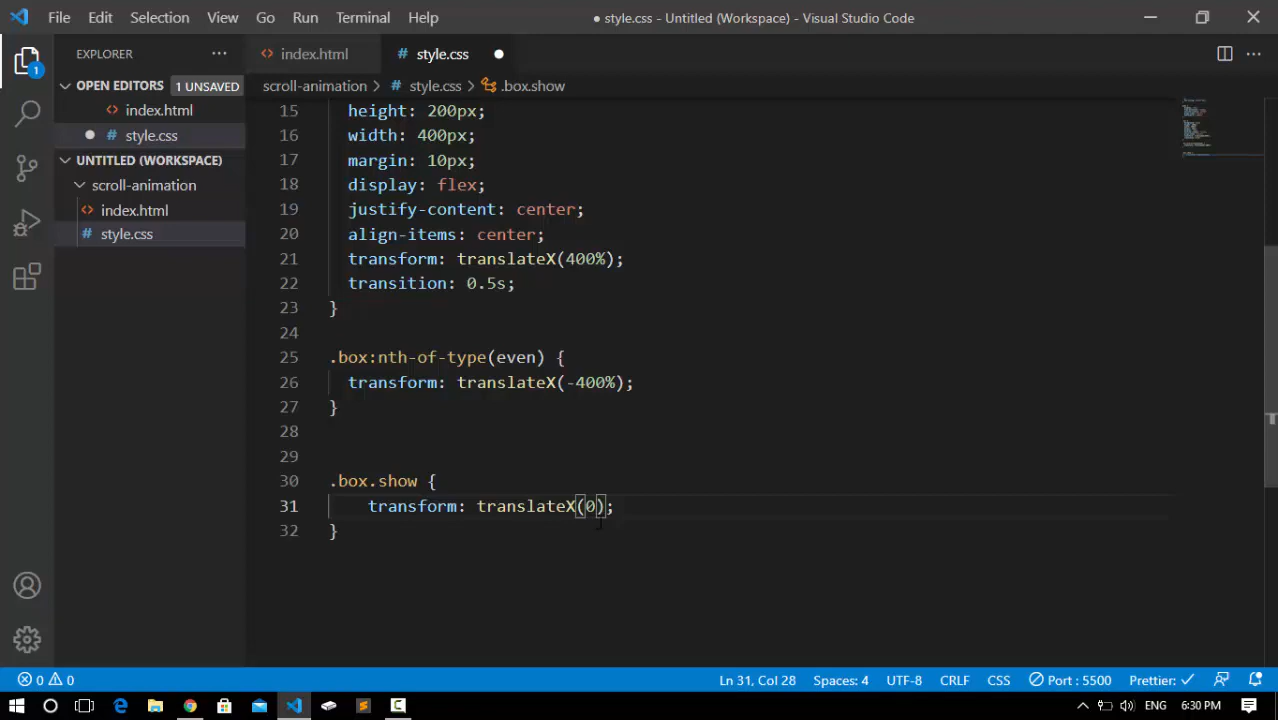 File Edit Selection View Go Run Terminal Help
● style.css - Untitled (Workspace) - Visual Studio Code
EXPLORER
index.html
style.css
OPEN EDITORS 1 UNSAVED
scroll-animation > style.css > .box.show
index.html
style.css
UNTITLED (WORKSPACE)
scroll-animation
index.html
style.css
1
15 height: 200px;
16 width: 400px;
17 margin: 10px;
18 display: flex;
19 justify-content: center;
20 align-items: center;
21 transform: translateX(400%);
22 transition: 0.5s;
23 }
24
25 .box:nth-of-type(even) {
26 transform: translateX(-400%);
27 }
28
29
30 .box.show {
31 transform: translateX(0);
32 }
0 0 Ln 31, Col 28 Spaces: 4 UTF-8 CRLF CSS Port : 5500 Prettier: ✓
ENG 6:30 PM